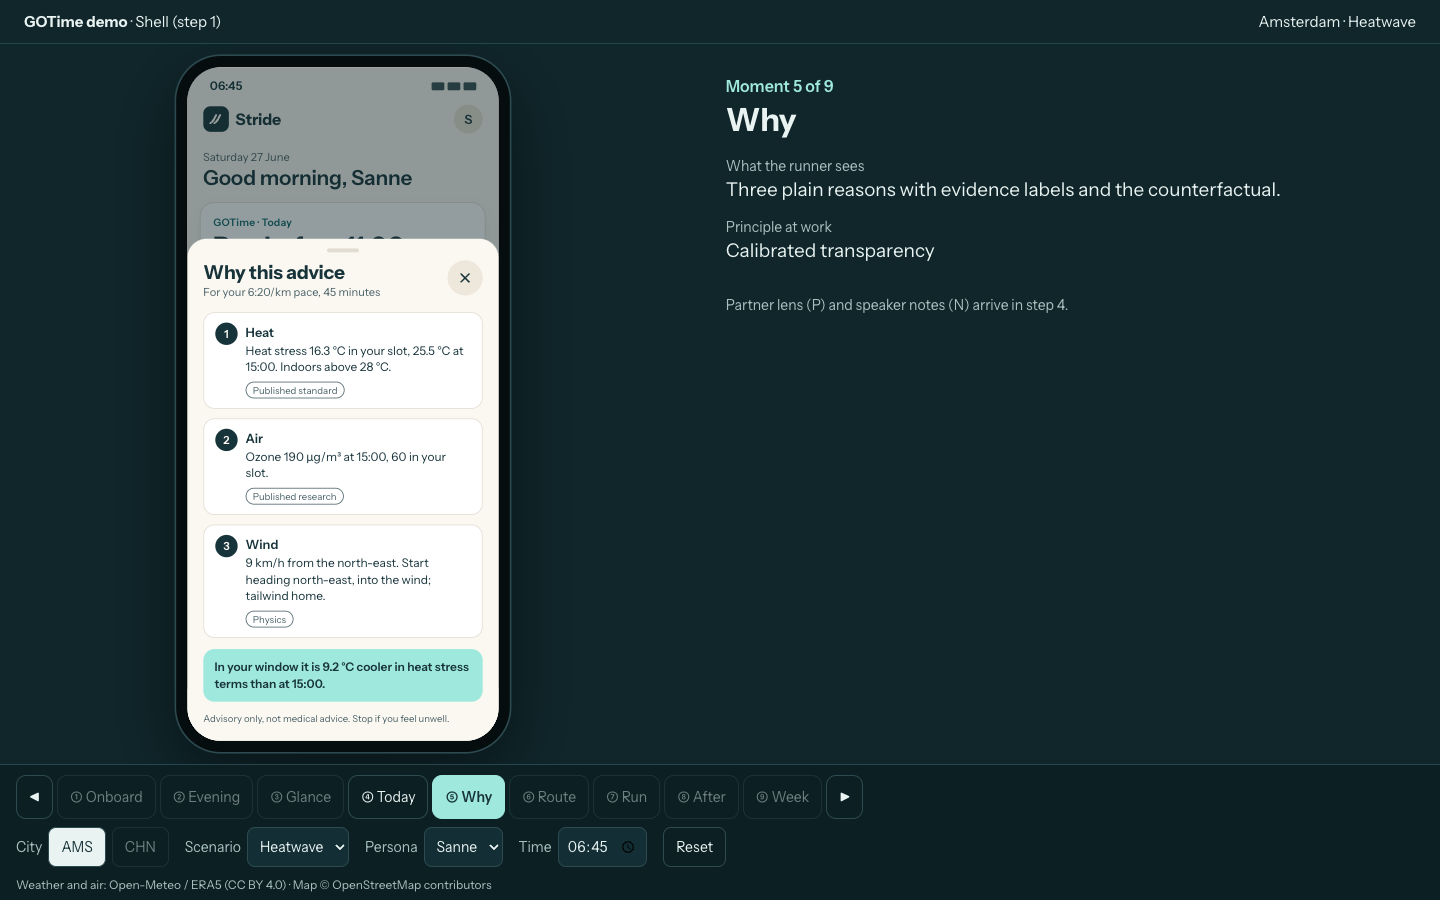 GOTime demo · Shell (step 1)
Amsterdam · Heatwave
06:45
Stride
S
Saturday 27 June
Good morning, Sanne
GOTime · Today
Why this advice
For your 6:20/km pace, 45 minutes
1 Heat
Heat stress 16.3 °C in your slot, 25.5 °C at
15:00. Indoors above 28 °C.
Published standard
2 Air
Ozone 190 µg/m³ at 15:00, 60 in your
slot.
Published research
3 Wind
9 km/h from the north-east. Start
heading north-east, into the wind;
tailwind home.
Physics
In your window it is 9.2 °C cooler in heat stress
terms than at 15:00.
Advisory only, not medical advice. Stop if you feel unwell.
Moment 5 of 9
Why
What the runner sees
Three plain reasons with evidence labels and the counterfactual.
Principle at work
Calibrated transparency
Partner lens (P) and speaker notes (N) arrive in step 4.
◄ ① Onboard ② Evening ③ Glance ④ Today ⑤ Why ⑥ Route ⑦ Run ⑧ After ⑨ Week ►
City AMS CHN Scenario Heatwave Persona Sanne Time 06:45 Reset
Weather and air: Open-Meteo / ERA5 (CC BY 4.0) · Map © OpenStreetMap contributors